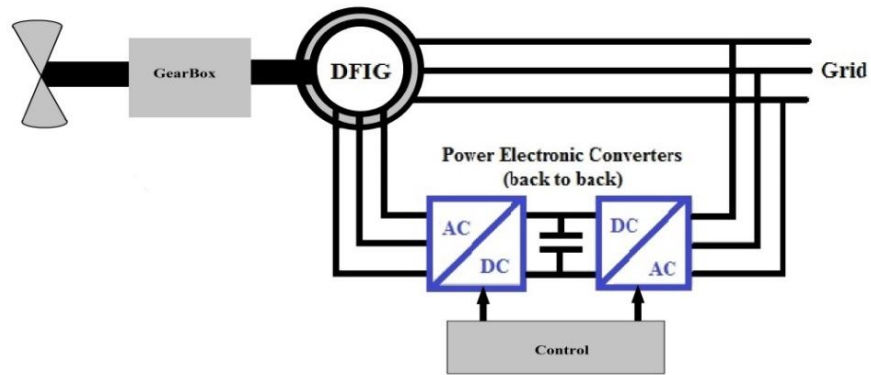 GearBox
DFIG
Grid
Power Electronic Converters
(back to back)
AC
DC
DC
AC
Control